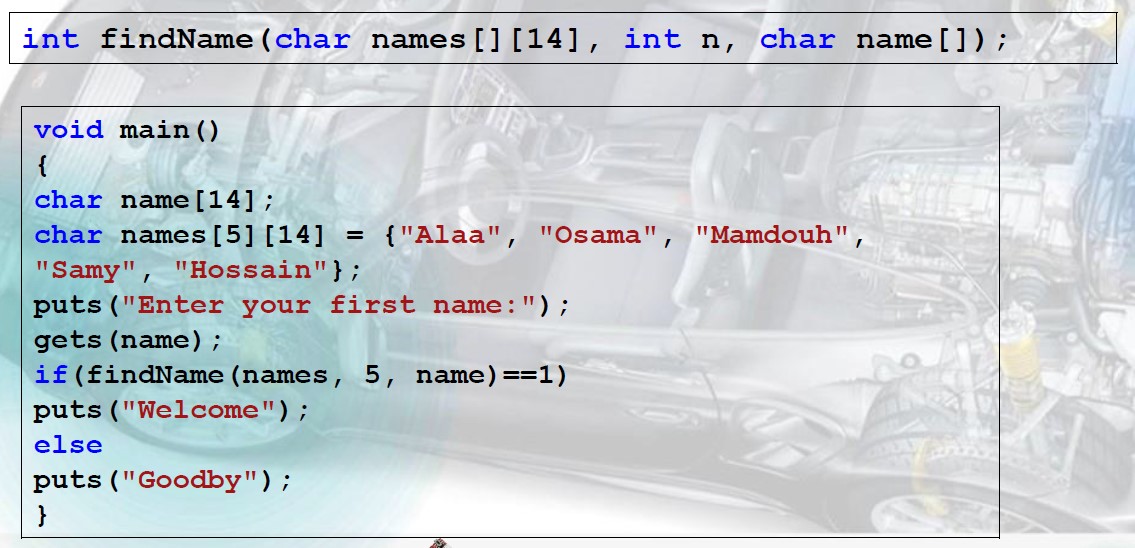 int findName(char names[][14], int n, char name[]);
void main()
{
char name[14];
char names[5][14] = {"Alaa", "Osama", "Mamdouh",
"Samy", "Hossain"};
puts("Enter your first name:");
gets(name);
if(findName(names, 5, name)==1)
puts("Welcome");
else
puts("Goodby");
}